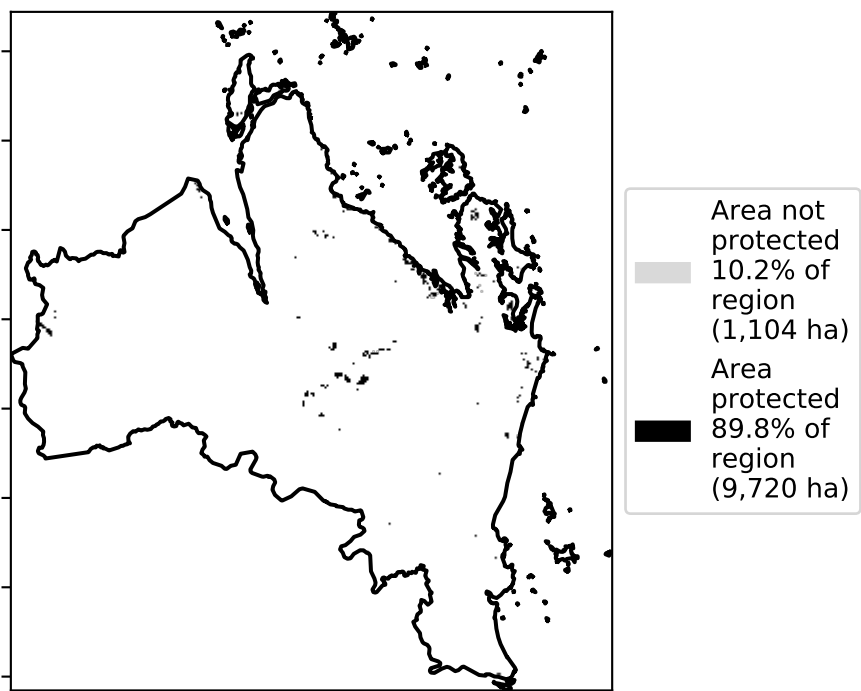 Area not
protected
10.2% of
region
(1,104 ha)
Area
protected
89.8% of
region
(9,720 ha)